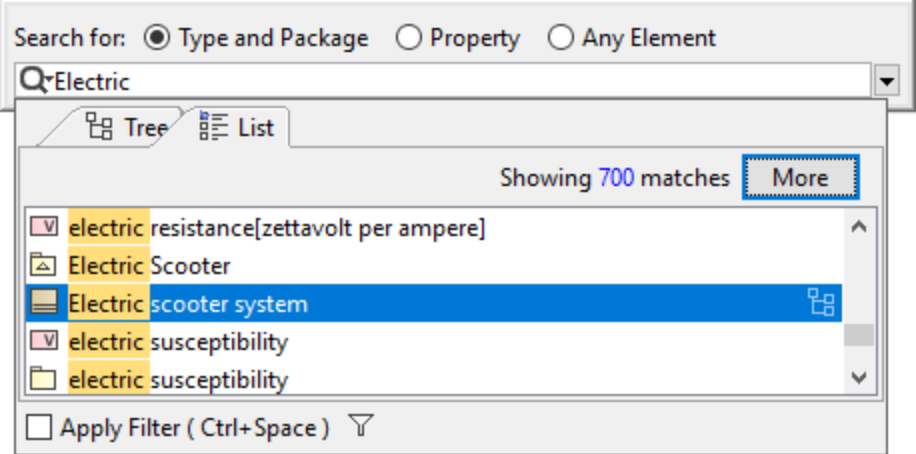 Search for: Type and Package Property Any Element
Electric
Tree List
Showing 700 matches More
V electric resistance[zettavolt per ampere]
Electric Scooter
Electric scooter system
V electric susceptibility
electric susceptibility
Apply Filter ( Ctrl+Space )